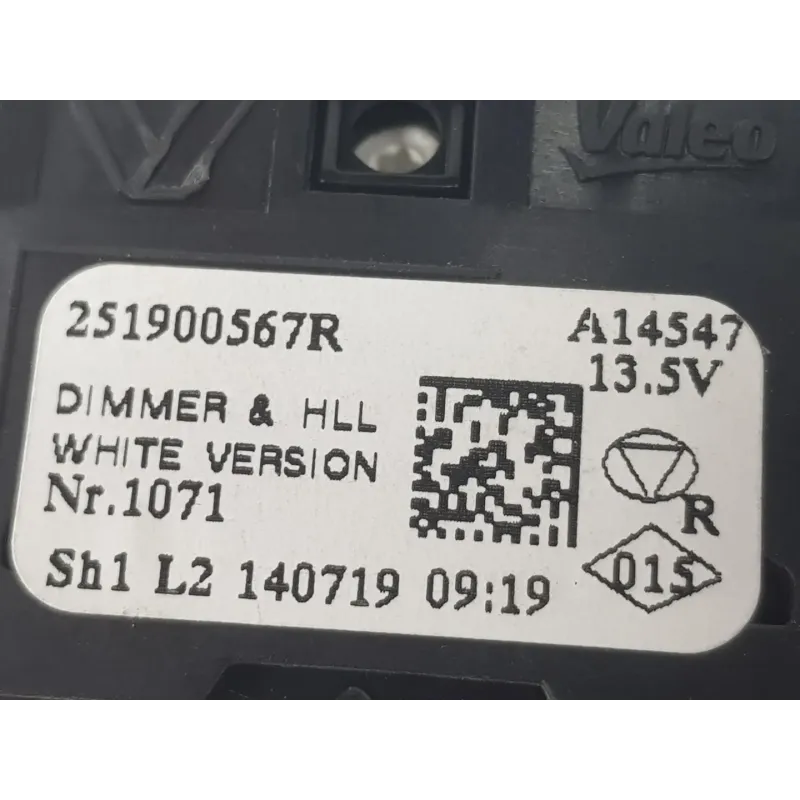 Valeo
251900567R A14547
13.5V
DIMMER & HLL
WHITE VERSION
Nr.1071
R
Sh1 L2 140719 09:19
015